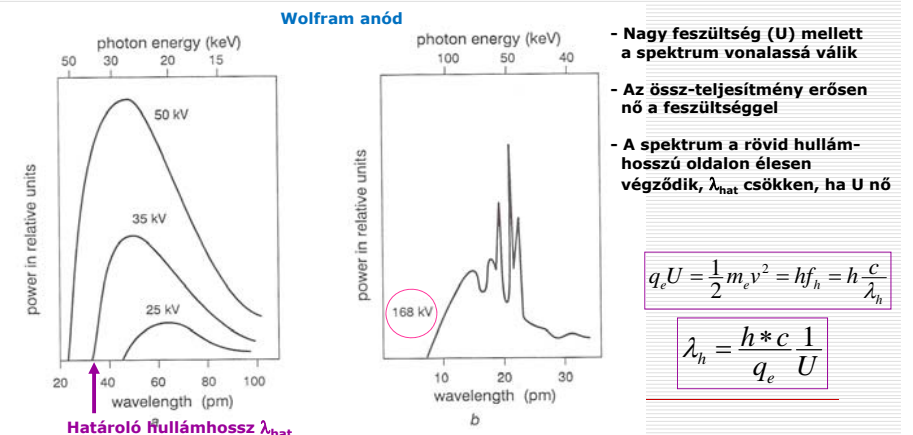 Wolfram anód
photon energy (keV)
50 40 30 20 15
50 kV
35 kV
25 kV
power in relative units
20 40 60 80 100
wavelength (pm)
a
Határoló hullámhossz λhat
photon energy (keV)
100 50 40
power in relative units
168 kV
10 20 30
wavelength (pm)
b
- Nagy feszültség (U) mellett
a spektrum vonalassá válik
- Az össz-teljesítmény erősen
nő a feszültséggel
- A spektrum a rövid hullám-
hosszú oldalon élesen
végződik, λhat csökken, ha U nő
qeU = 1/2 mev² = hfh = h c/λh
λh = h*c/qe 1/U